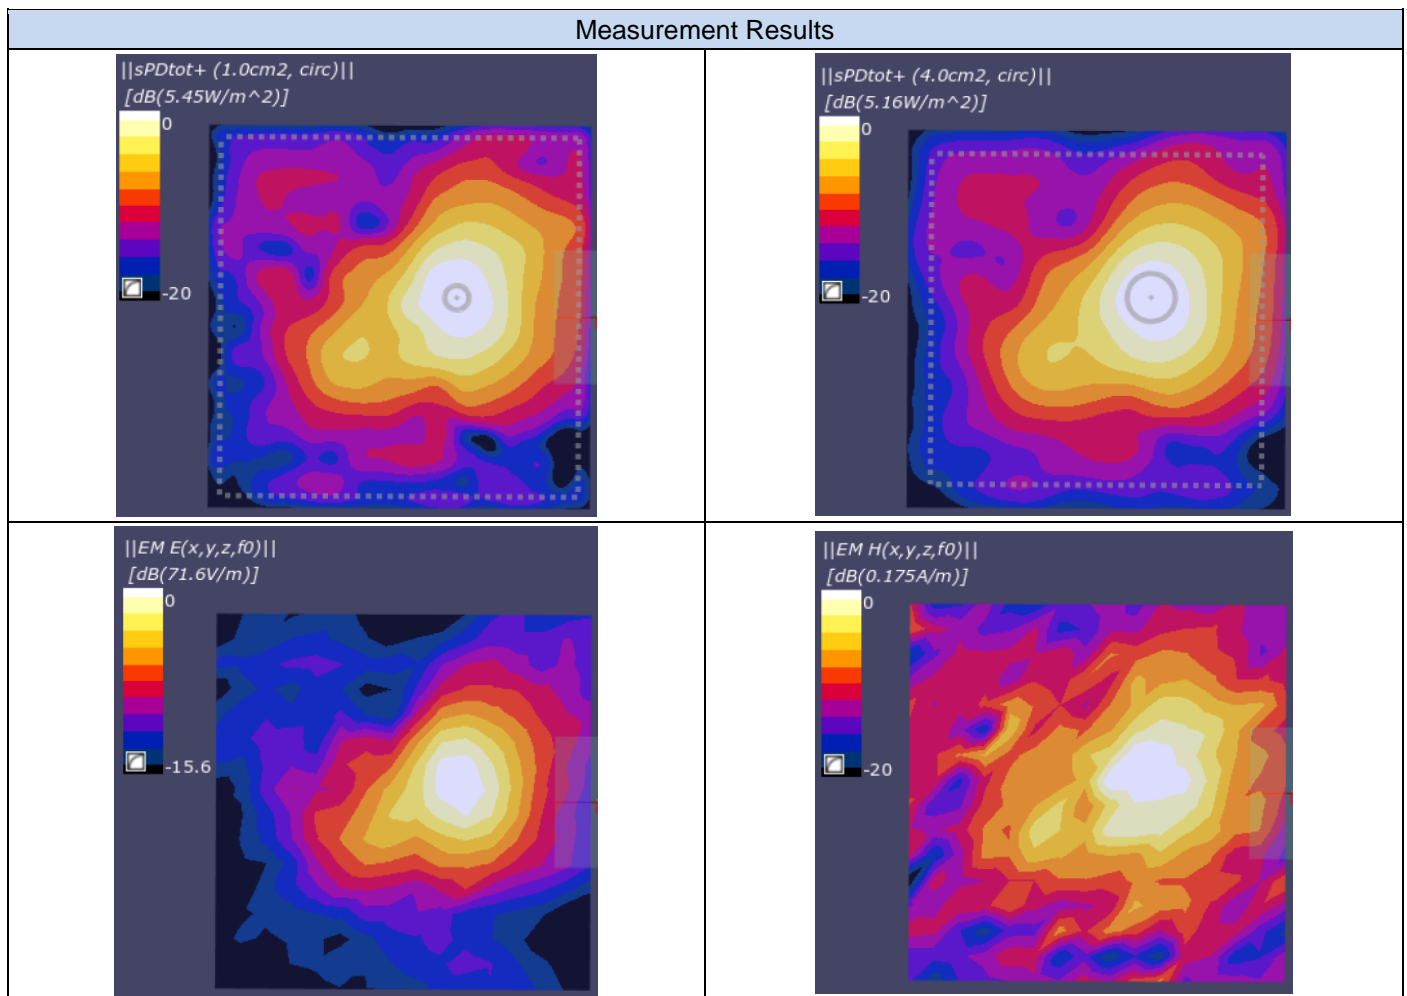 Measurement Results
||sPDtot+ (1.0cm2, circ)||
[dB(5.45W/m^2)]
0
-20
||sPDtot+ (4.0cm2, circ)||
[dB(5.16W/m^2)]
0
-20
||EM E(x,y,z,f0)||
[dB(71.6V/m)]
0
-15.6
||EM H(x,y,z,f0)||
[dB(0.175A/m)]
0
-20